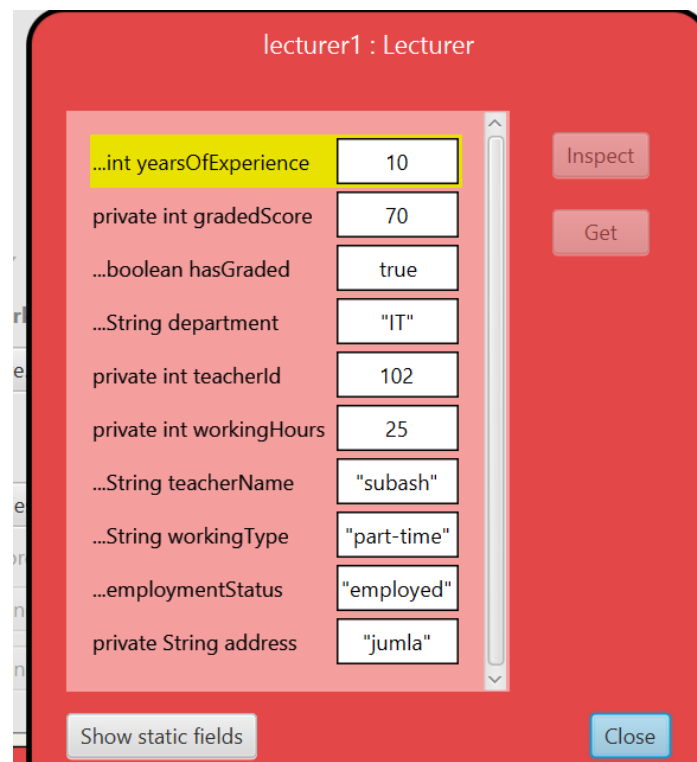 lecturer1 : Lecturer
...int yearsOfExperience 10
Inspect
private int gradedScore 70
Get
...boolean hasGraded true
...String department "IT"
private int teacherId 102
private int workingHours 25
...String teacherName "subash"
...String workingType "part-time"
...employmentStatus "employed"
private String address "jumla"
Show static fields
Close